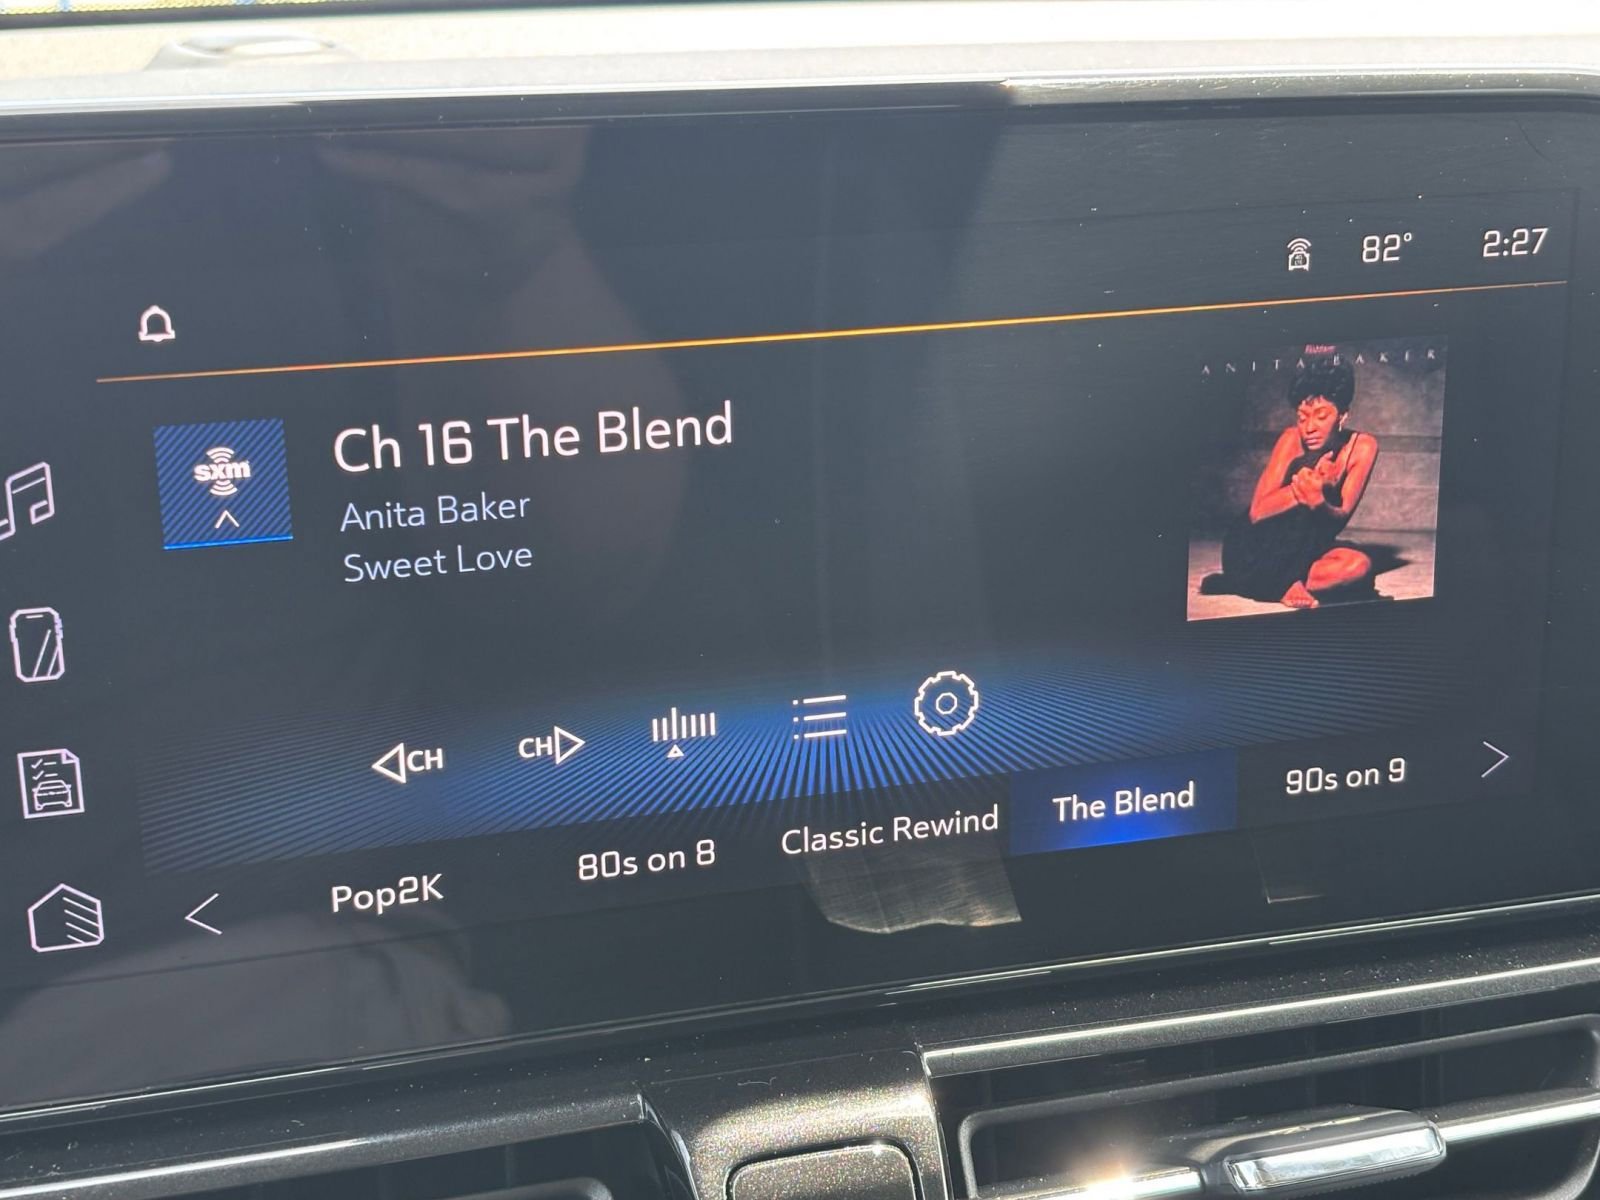 82° 2:27
sxm
Ch 16 The Blend
Anita Baker
Sweet Love
ANITA BAKER
CH
CH
Pop2K
80s on 8
Classic Rewind
The Blend
90s on 9